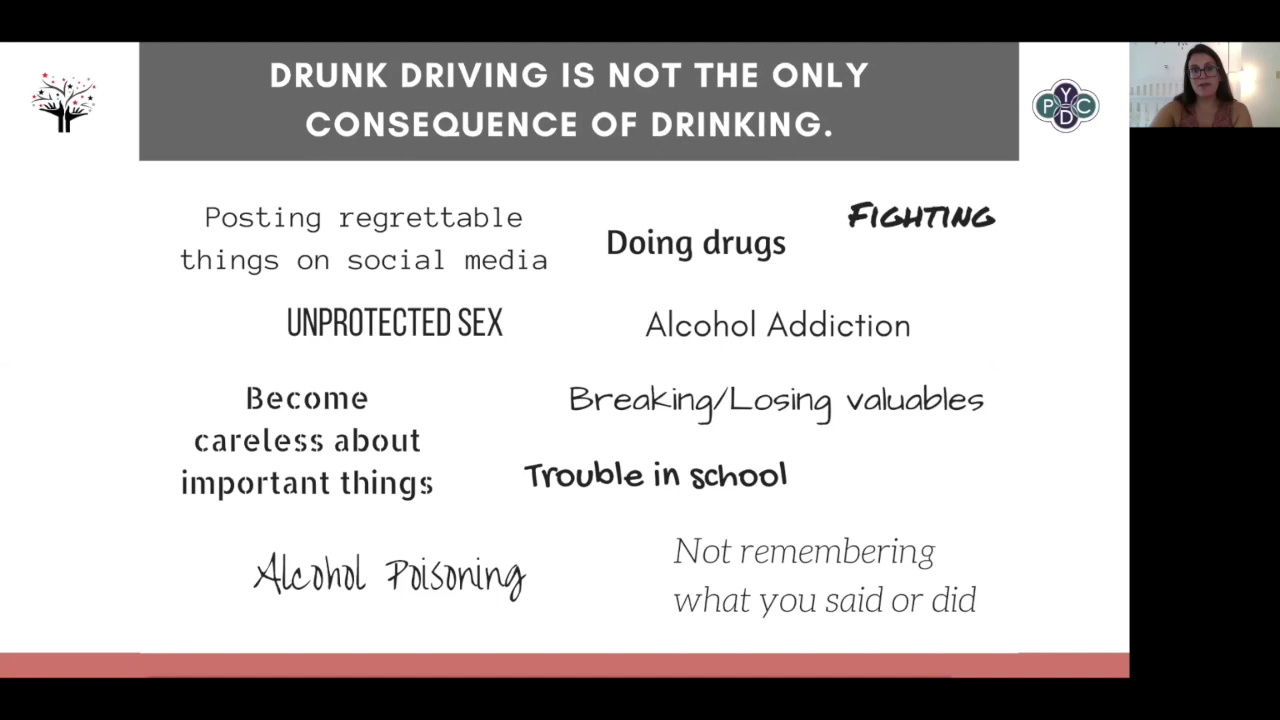 DRUNK DRIVING IS NOT THE ONLY
CONSEQUENCE OF DRINKING.
Y
P C
D
Posting regrettable
things on social media
Doing drugs
FIGHTING
UNPROTECTED SEX
Alcohol Addiction
Become
careless about
important things
Breaking/Losing valuables
Trouble in school
Alcohol Poisoning
Not remembering
what you said or did